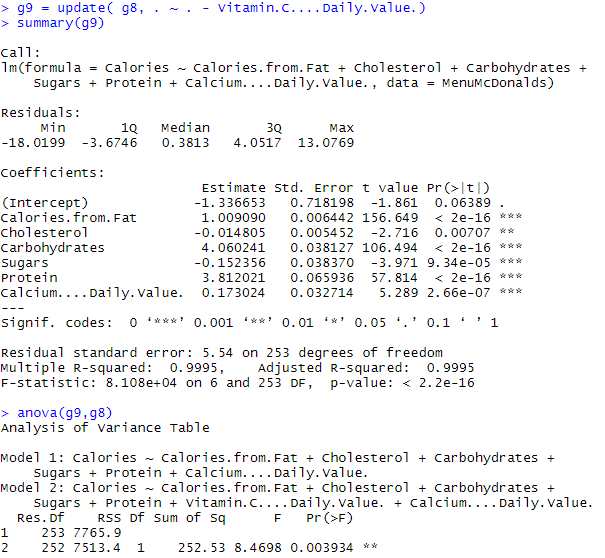 > g9 = update( g8, . ~ . - Vitamin.C....Daily.Value.)
> summary(g9)
Call:
lm(formula = Calories ~ Calories.from.Fat + Cholesterol + Carbohydrates +
    Sugars + Protein + Calcium....Daily.Value., data = MenuMcDonalds)
Residuals:
     Min       1Q   Median       3Q      Max
-18.0199  -3.6746   0.3813   4.0517  13.0769
Coefficients:
                        Estimate Std. Error t value Pr(>|t|)
(Intercept)            -1.336653   0.718198  -1.861  0.06389 .
Calories.from.Fat       1.009090   0.006442 156.649  < 2e-16 ***
Cholesterol            -0.014805   0.005452  -2.716  0.00707 **
Carbohydrates           4.060241   0.038127 106.494  < 2e-16 ***
Sugars                 -0.152356   0.038370  -3.971 9.34e-05 ***
Protein                 3.812021   0.065936  57.814  < 2e-16 ***
Calcium....Daily.Value. 0.173024   0.032714   5.289 2.66e-07 ***
---
Signif. codes:  0 ‘***’ 0.001 ‘**’ 0.01 ‘*’ 0.05 ‘.’ 0.1 ‘ ’ 1
Residual standard error: 5.54 on 253 degrees of freedom
Multiple R-squared:  0.9995,    Adjusted R-squared:  0.9995
F-statistic: 8.108e+04 on 6 and 253 DF,  p-value: < 2.2e-16
> anova(g9,g8)
Analysis of Variance Table
Model 1: Calories ~ Calories.from.Fat + Cholesterol + Carbohydrates +
    Sugars + Protein + Calcium....Daily.Value.
Model 2: Calories ~ Calories.from.Fat + Cholesterol + Carbohydrates +
    Sugars + Protein + Vitamin.C....Daily.Value. + Calcium....Daily.Value.
  Res.Df    RSS Df Sum of Sq      F   Pr(>F)
1    253 7765.9
2    252 7513.4  1    252.53 8.4698 0.003934 **